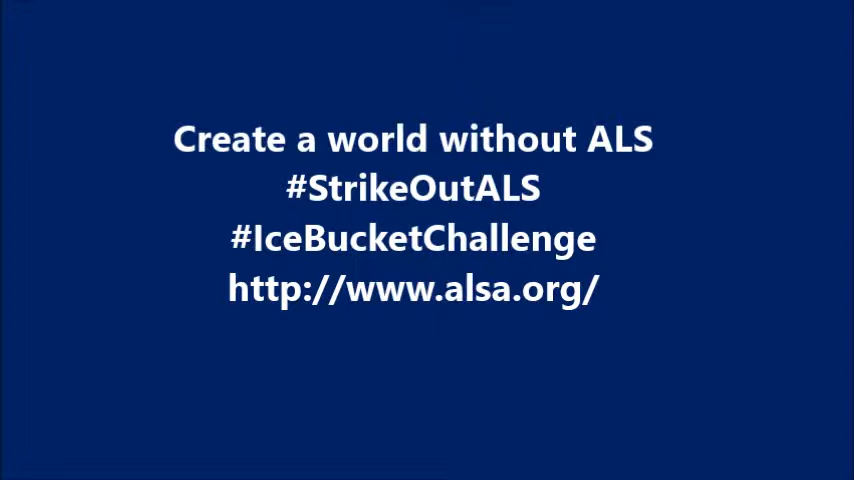 Create a world without ALS
#StrikeOutALS
#IceBucketChallenge
http://www.alsa.org/